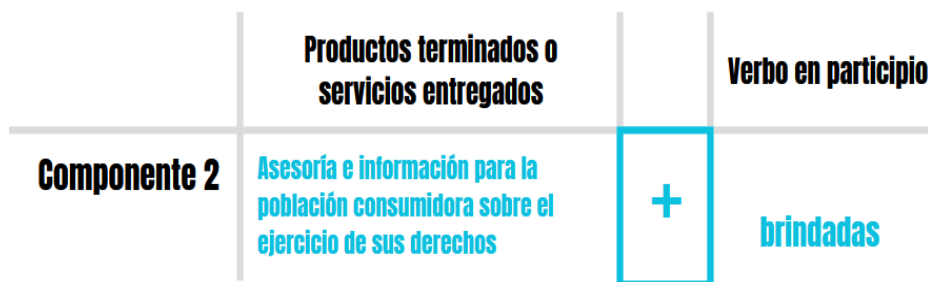 Productos terminados o
servicios entregados
Verbo en participio
Componente 2
Asesoría e información para la
población consumidora sobre el
ejercicio de sus derechos
+
brindadas